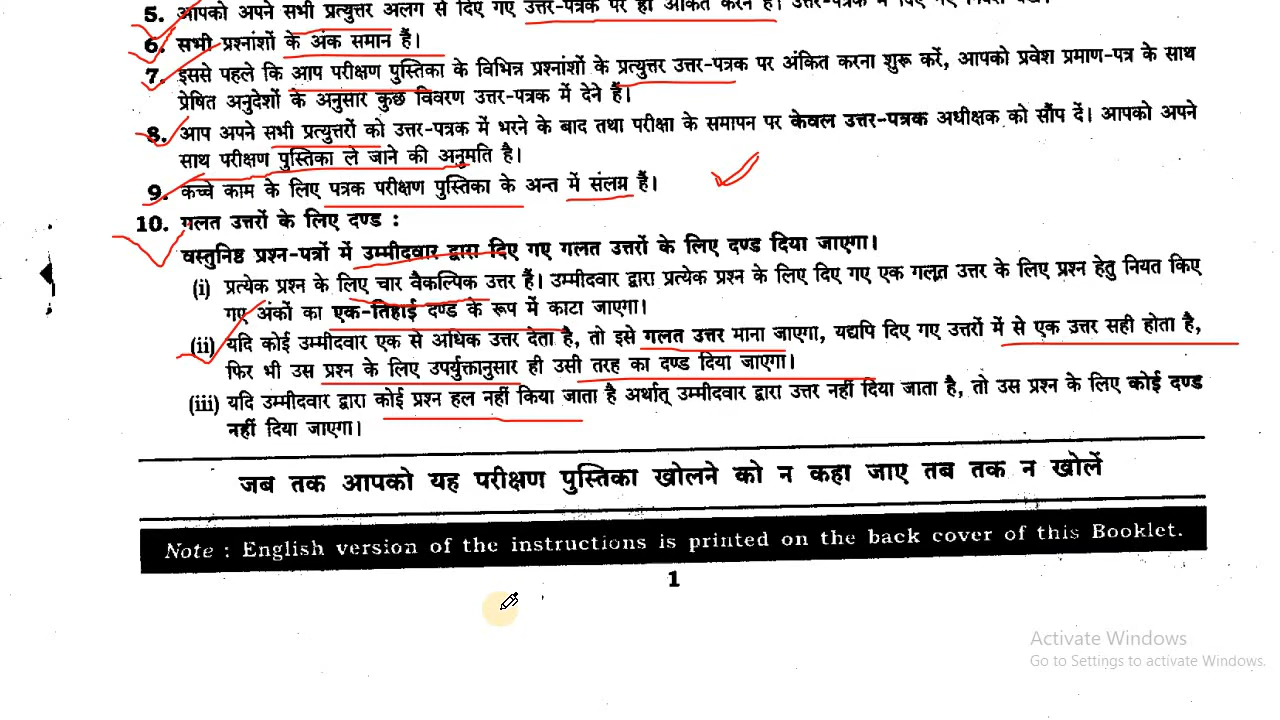 5. आपको अपने सभी प्रत्युत्तर अलग से दिए गए उत्तर-पत्रक पर ही अंकित करने हैं। उत्तर-पत्रक में दिए गए
6. सभी प्रश्नांशों के अंक समान हैं।
7. इससे पहले कि आप परीक्षण पुस्तिका के विभिन्न प्रश्नांशों के प्रत्युत्तर उत्तर-पत्रक पर अंकित करना शुरू करें, आपको प्रवेश प्रमाण-पत्र के साथ
प्रेषित अनुदेशों के अनुसार कुछ विवरण उत्तर-पत्रक में देने हैं।
8. आप अपने सभी प्रत्युत्तरों को उत्तर-पत्रक में भरने के बाद तथा परीक्षा के समापन पर केवल उत्तर-पत्रक अधीक्षक को सौंप दें। आपको अपने
साथ परीक्षण पुस्तिका ले जाने की अनुमति है।
9. कच्चे काम के लिए पत्रक परीक्षण पुस्तिका के अन्त में संलग्न हैं।
10. गलत उत्तरों के लिए दण्ड :
वस्तुनिष्ठ प्रश्न-पत्रों में उम्मीदवार द्वारा दिए गए गलत उत्तरों के लिए दण्ड दिया जाएगा।
(i) प्रत्येक प्रश्न के लिए चार वैकल्पिक उत्तर हैं। उम्मीदवार द्वारा प्रत्येक प्रश्न के लिए दिए गए एक गलत उत्तर के लिए प्रश्न हेतु नियत किए
गए अंकों का एक-तिहाई दण्ड के रूप में काटा जाएगा।
(ii) यदि कोई उम्मीदवार एक से अधिक उत्तर देता है, तो इसे गलत उत्तर माना जाएगा, यद्यपि दिए गए उत्तरों में से एक उत्तर सही होता है,
फिर भी उस प्रश्न के लिए उपर्युक्तानुसार ही उसी तरह का दण्ड दिया जाएगा।
(iii) यदि उम्मीदवार द्वारा कोई प्रश्न हल नहीं किया जाता है अर्थात् उम्मीदवार द्वारा उत्तर नहीं दिया जाता है, तो उस प्रश्न के लिए कोई दण्ड
नहीं दिया जाएगा।
जब तक आपको यह परीक्षण पुस्तिका खोलने को न कहा जाए तब तक न खोलें
Note : English version of the instructions is printed on the back cover of this Booklet.
1
Activate Windows
Go to Settings to activate Windows.